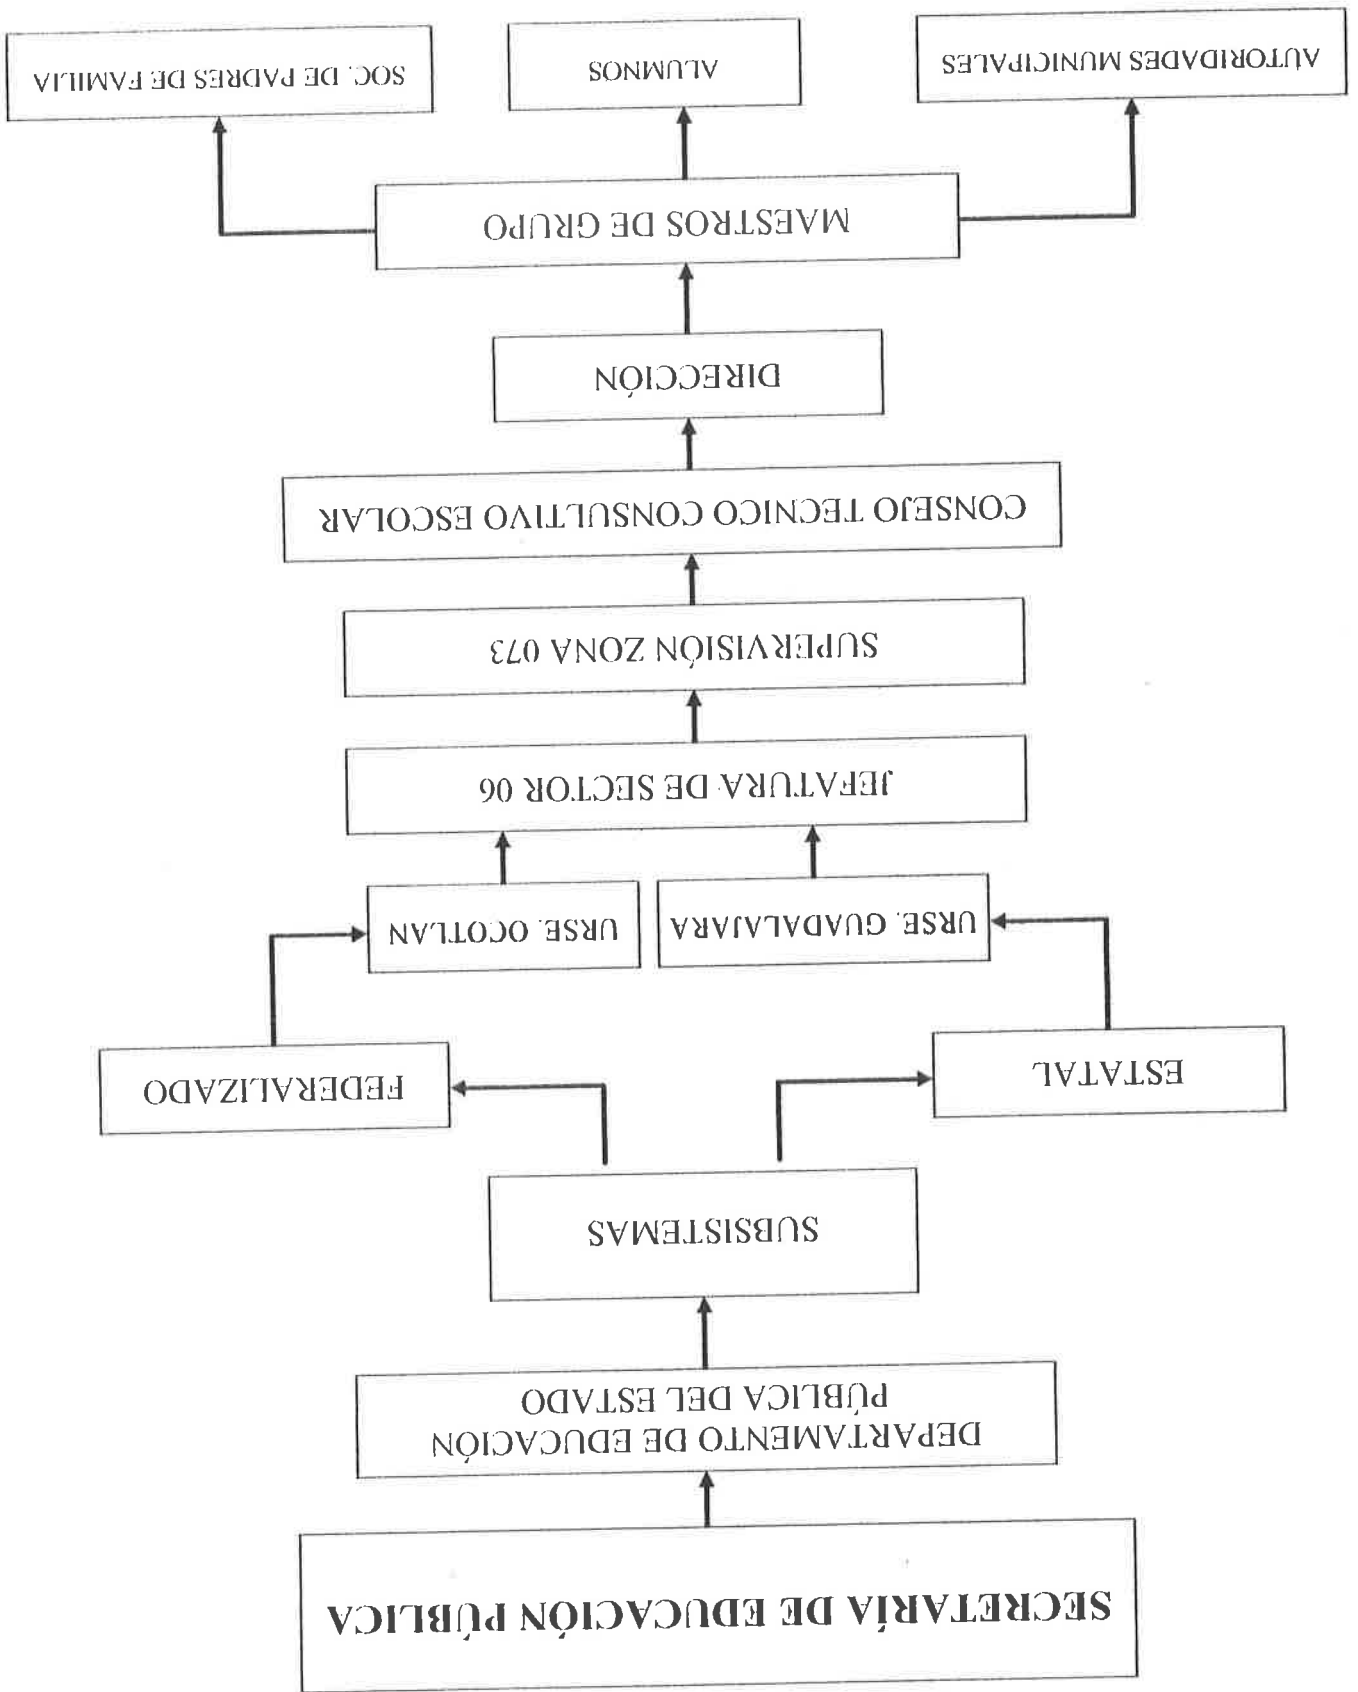 SECRETARÍA DE EDUCACIÓN PÚBLICA
DEPARTAMENTO DE EDUCACIÓN
PÚBLICA DEL ESTADO
SUBSISTEMAS
ESTATAL
FEDERALIZADO
URSE. GUADALAJARA
URSE. OCOTLAN
JEFATURA DE SECTOR 06
SUPERVISIÓN ZONA 073
CONSEJO TECNICO CONSULTIVO ESCOLAR
DIRECCIÓN
MAESTROS DE GRUPO
AUTORIDADES MUNICIPALES
ALUMNOS
SOC. DE PADRES DE FAMILIA